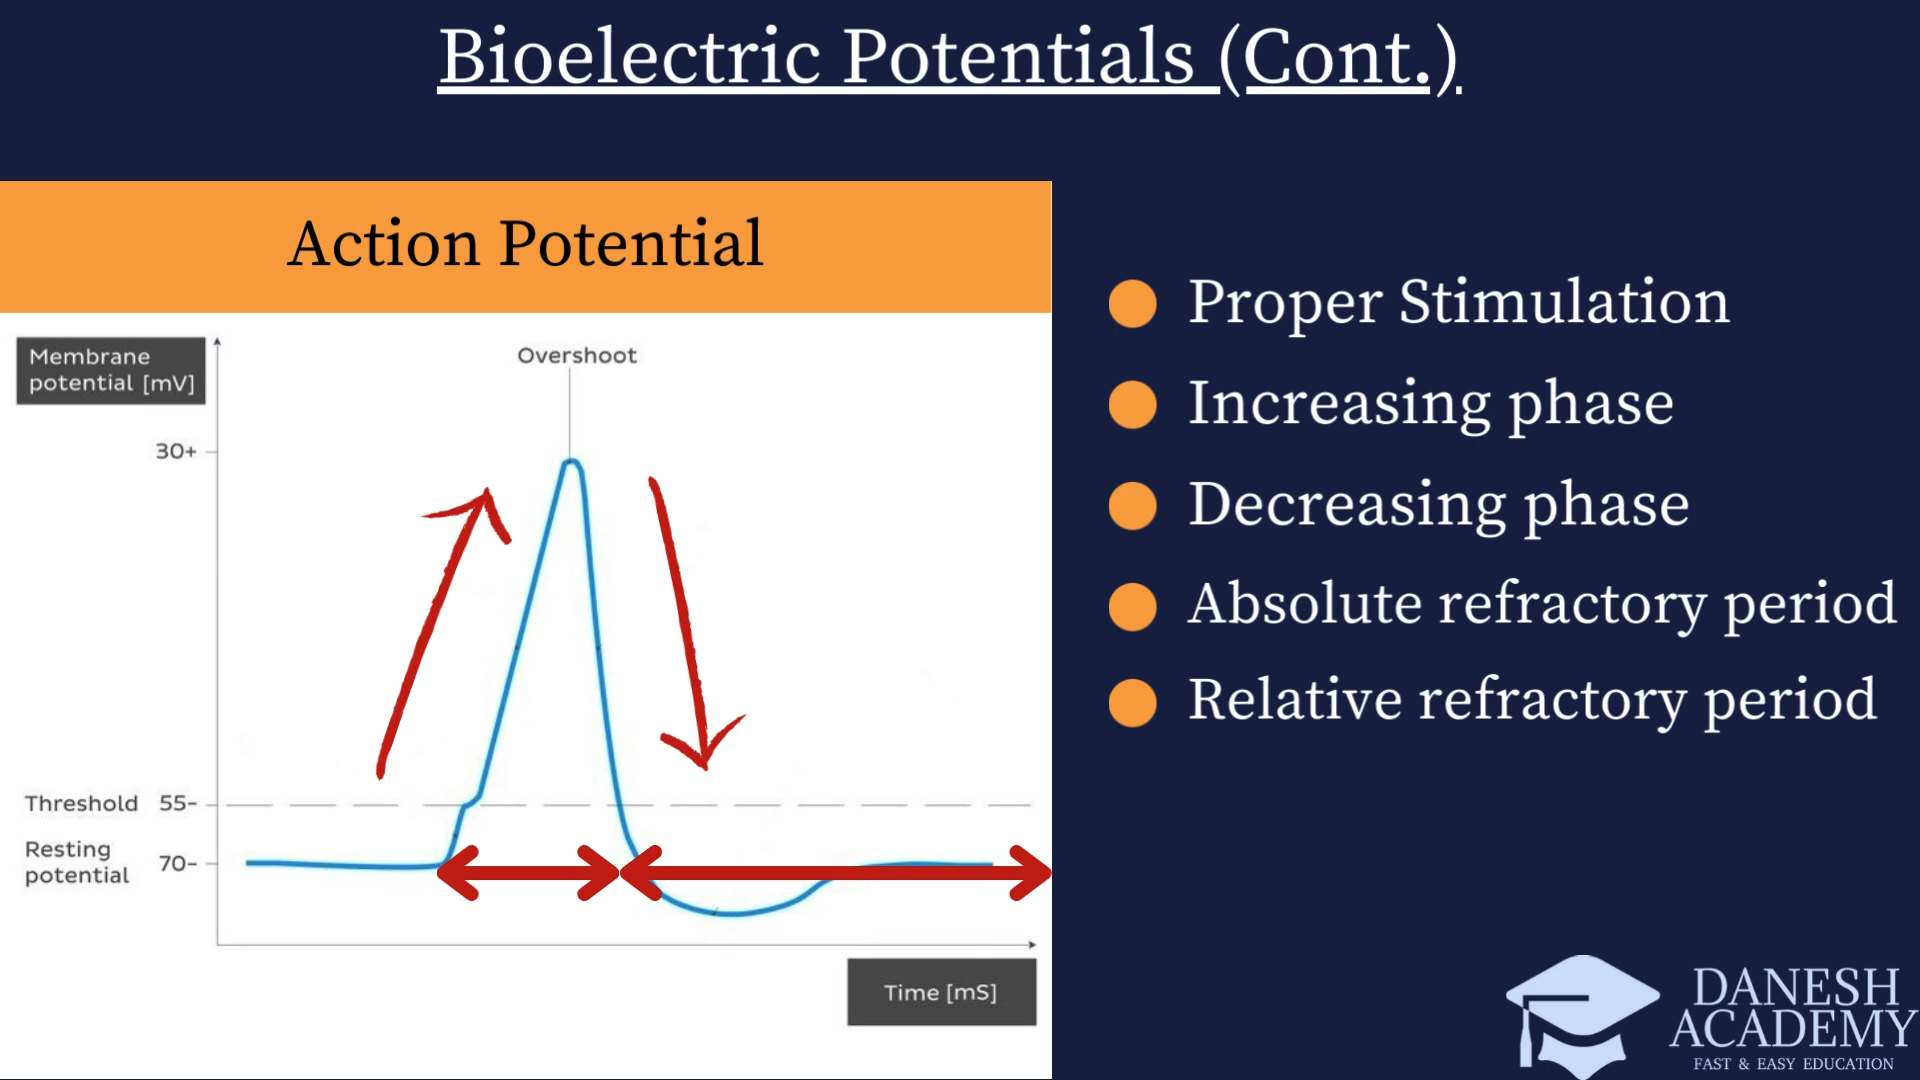 Bioelectric Potentials (Cont.)
Action Potential
Membrane
potential [mV]
Overshoot
30+
Threshold 55-
Resting
potential
70-
Time [mS]
Proper Stimulation
Increasing phase
Decreasing phase
Absolute refractory period
Relative refractory period
DANESH
ACADEMY
FAST & EASY EDUCATION